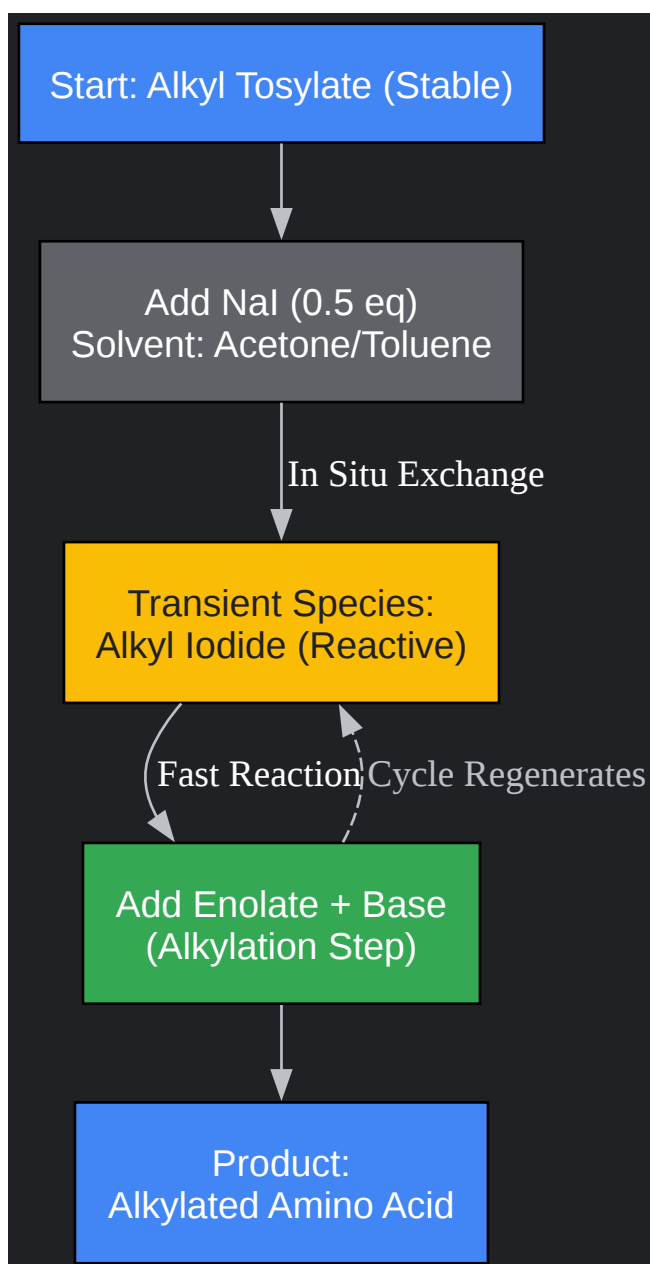 Start: Alkyl Tosylate (Stable)
Add NaI (0.5 eq)
Solvent: Acetone/Toluene
In Situ Exchange
Transient Species:
Alkyl Iodide (Reactive)
Fast Reaction
Cycle Regenerates
Add Enolate + Base
(Alkylation Step)
Product:
Alkylated Amino Acid